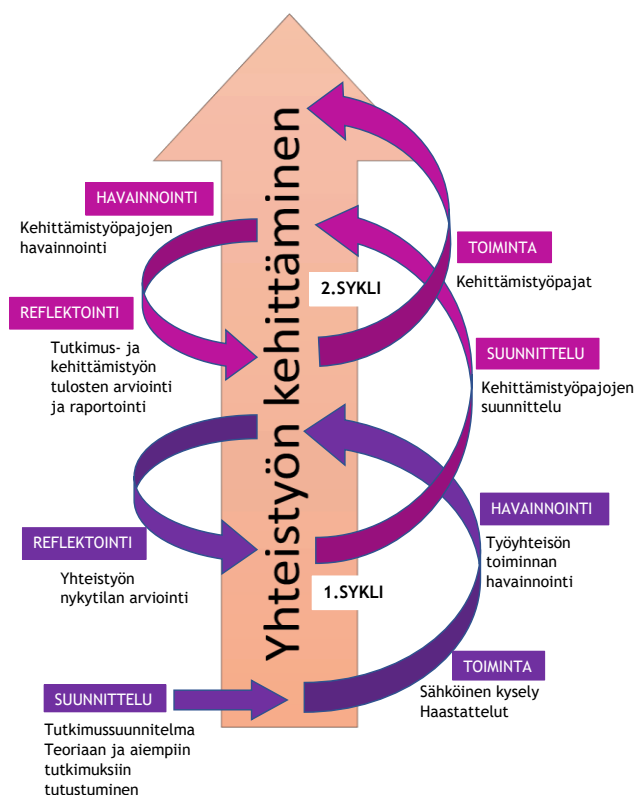 Yhteistyön kehittäminen
HAVAINNOINTI
Kehittämistyöpajojen
havainnointi
TOIMINTA
Kehittämistyöpajat
2.SYKLI
REFLEKTOINTI
Tutkimus- ja
kehittämistyön
tulosten arviointi
ja raportointi
SUUNNITTELU
Kehittämistyöpajojen
suunnittelu
HAVAINNOINTI
Työyhteisön
toiminnan
havainnointi
REFLEKTOINTI
Yhteistyön
nykytilan arviointi
1.SYKLI
TOIMINTA
Sähköinen kysely
Haastattelut
SUUNNITTELU
Tutkimussuunnitelma
Teoriaan ja aiempiin
tutkimuksiin
tutustuminen